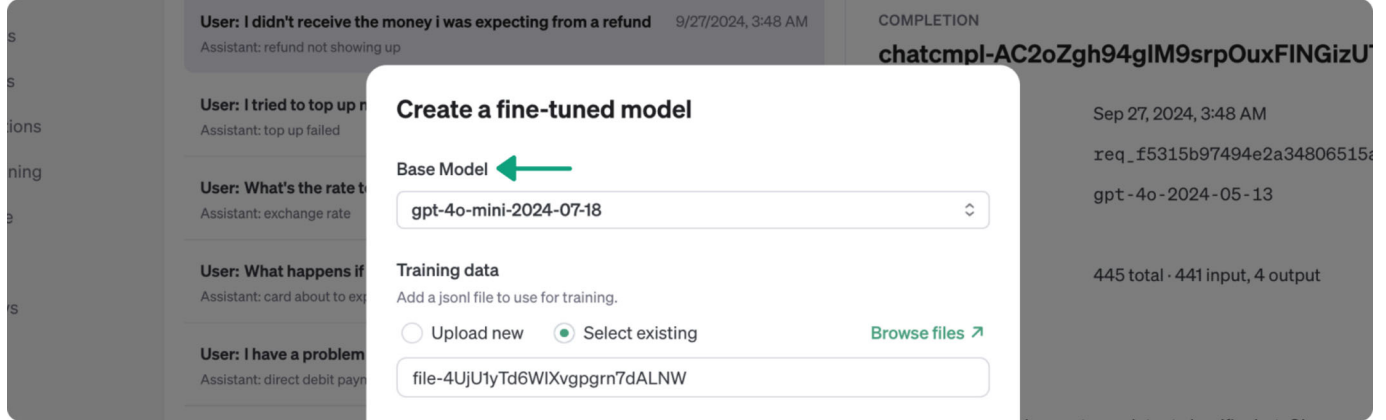 User: I didn't receive the money i was expecting from a refund 9/27/2024, 3:48 AM
Assistant: refund not showing up
s
s
tions
ning
e
vs
User: I tried to top up
Assistant: top up failed
User: What's the rate
Assistant: exchange rate
User: What happens if
Assistant: card about to
User: I have a problem
Assistant: direct debit
COMPLETION
Sep 27, 2024, 3:48 AM
gpt-4o-2024-05-13
445 total · 441 input, 4 output
Create a fine-tuned model
Base Model
gpt-4o-mini-2024-07-18
Training data
Add a jsonl file to use for training.
Upload new Select existing Browse files
file-4UjU1yTd6WIXvgpgrn7dALNW